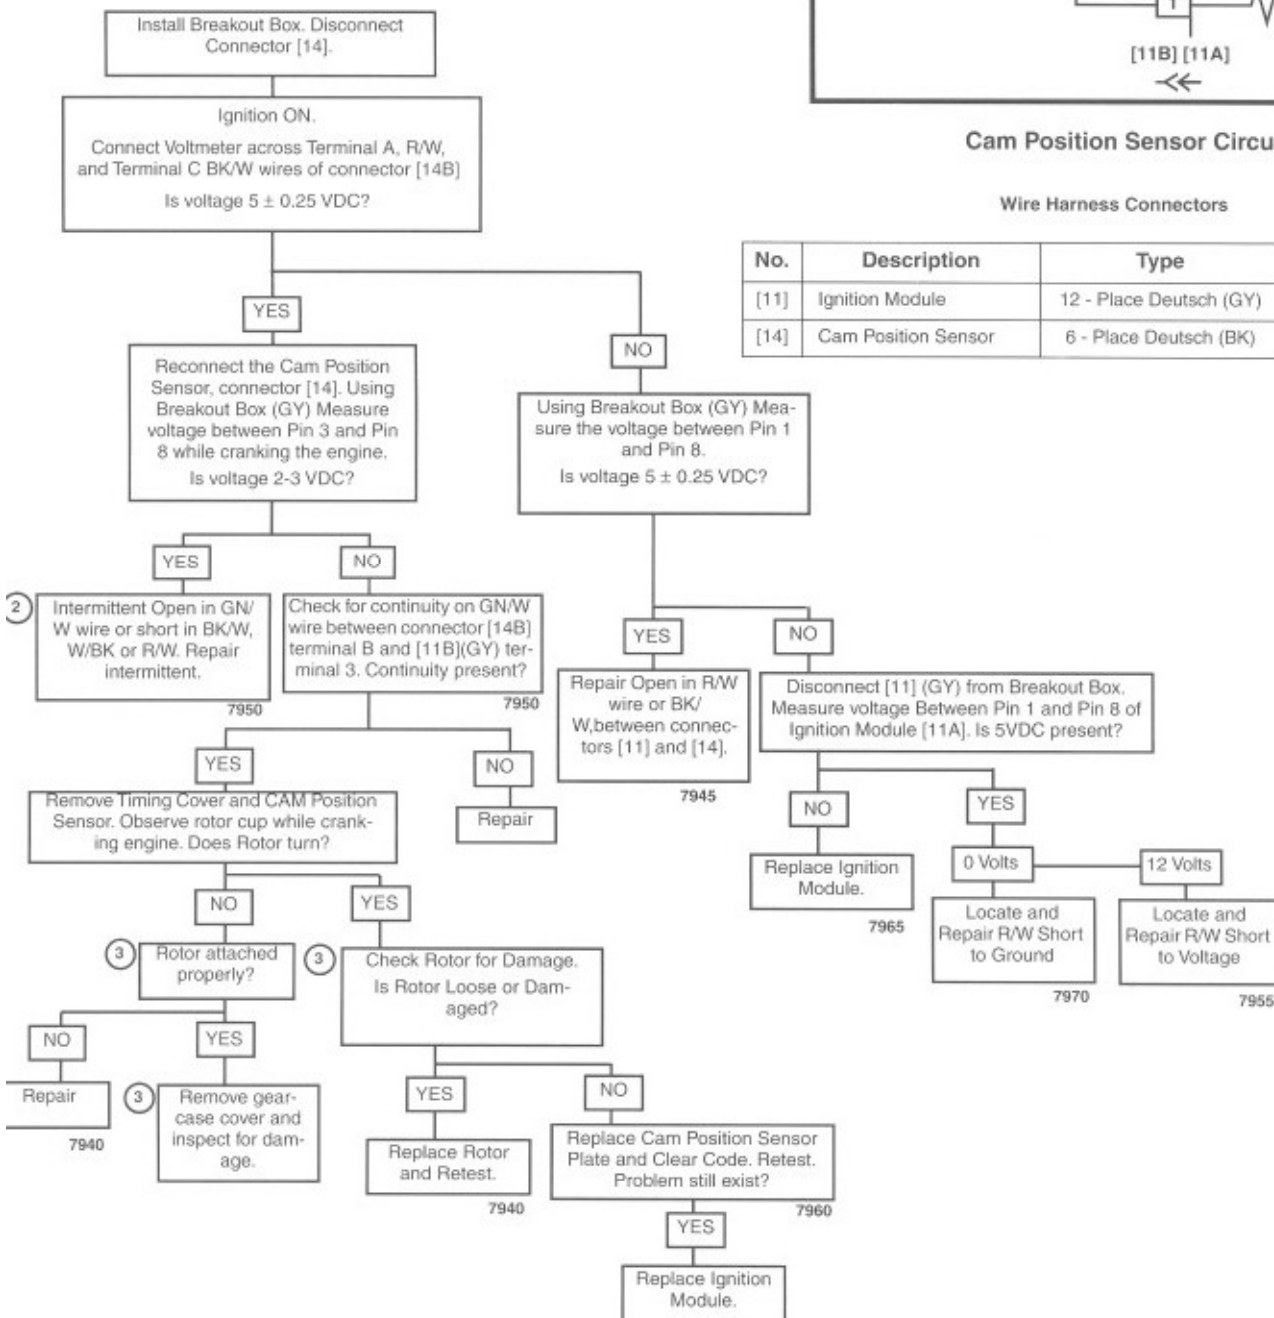 Install Breakout Box. Disconnect
Connector [14].
Ignition ON.
Connect Voltmeter across Terminal A, R/W,
and Terminal C BK/W wires of connector [14B]
Is voltage 5 ± 0.25 VDC?
1
[11B] [11A]
Cam Position Sensor Circu
Wire Harness Connectors
No. Description Type
[11] Ignition Module 12 - Place Deutsch (GY)
[14] Cam Position Sensor 6 - Place Deutsch (BK)
YES
NO
Reconnect the Cam Position
Sensor, connector [14]. Using
Breakout Box (GY) Measure
voltage between Pin 3 and Pin
8 while cranking the engine.
Is voltage 2-3 VDC?
Using Breakout Box (GY) Mea-
sure the voltage between Pin 1
and Pin 8.
Is voltage 5 ± 0.25 VDC?
YES
NO
2
Intermittent Open in GN/
W wire or short in BK/W,
W/BK or R/W. Repair
intermittent.
7950
Check for continuity on GN/W
wire between connector [14B]
terminal B and [11B](GY) ter-
minal 3. Continuity present?
7950
YES
NO
Repair Open in R/W
wire or BK/
W,between connec-
tors [11] and [14].
7945
Disconnect [11] (GY) from Breakout Box.
Measure voltage Between Pin 1 and Pin 8 of
Ignition Module [11A]. Is 5VDC present?
YES
NO
Remove Timing Cover and CAM Position
Sensor. Observe rotor cup while crank-
ing engine. Does Rotor turn?
Repair
NO
YES
Replace Ignition
Module.
7965
0 Volts
12 Volts
Locate and
Repair R/W Short
to Ground
7970
Locate and
Repair R/W Short
to Voltage
7955
NO
YES
3
Rotor attached
properly?
3
Check Rotor for Damage.
Is Rotor Loose or Dam-
aged?
NO
YES
Repair
7940
3
Remove gear-
case cover and
inspect for dam-
age.
YES
NO
Replace Rotor
and Retest.
7940
Replace Cam Position Sensor
Plate and Clear Code. Retest.
Problem still exist?
7960
YES
Replace Ignition
Module.